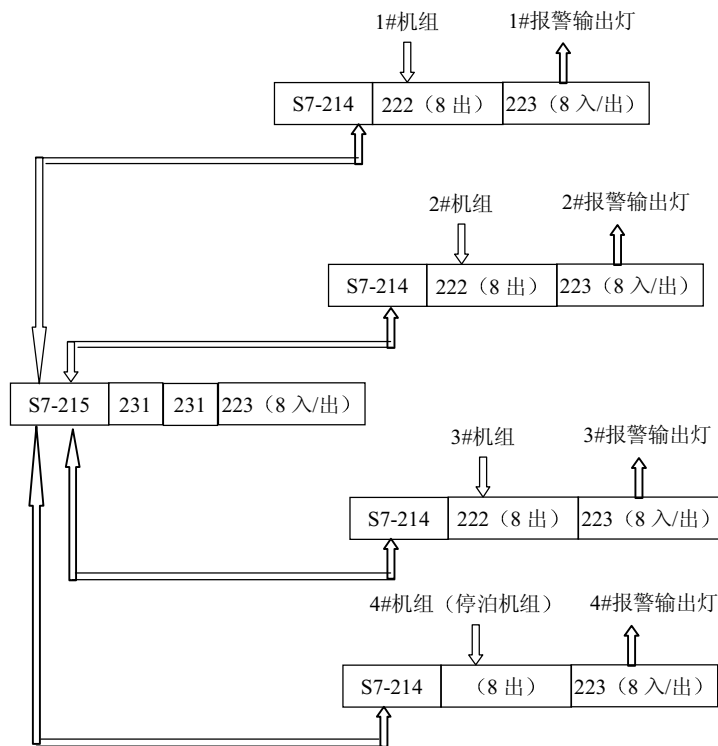 1#机组 1#报警输出灯
S7-214 222（8 出） 223（8 入/出）
2#机组 2#报警输出灯
S7-214 222（8 出） 223（8 入/出）
S7-215 231 231 223（8 入/出）
3#机组 3#报警输出灯
S7-214 222（8 出） 223（8 入/出）
4#机组（停泊机组） 4#报警输出灯
S7-214 （8 出） 223（8 入/出）